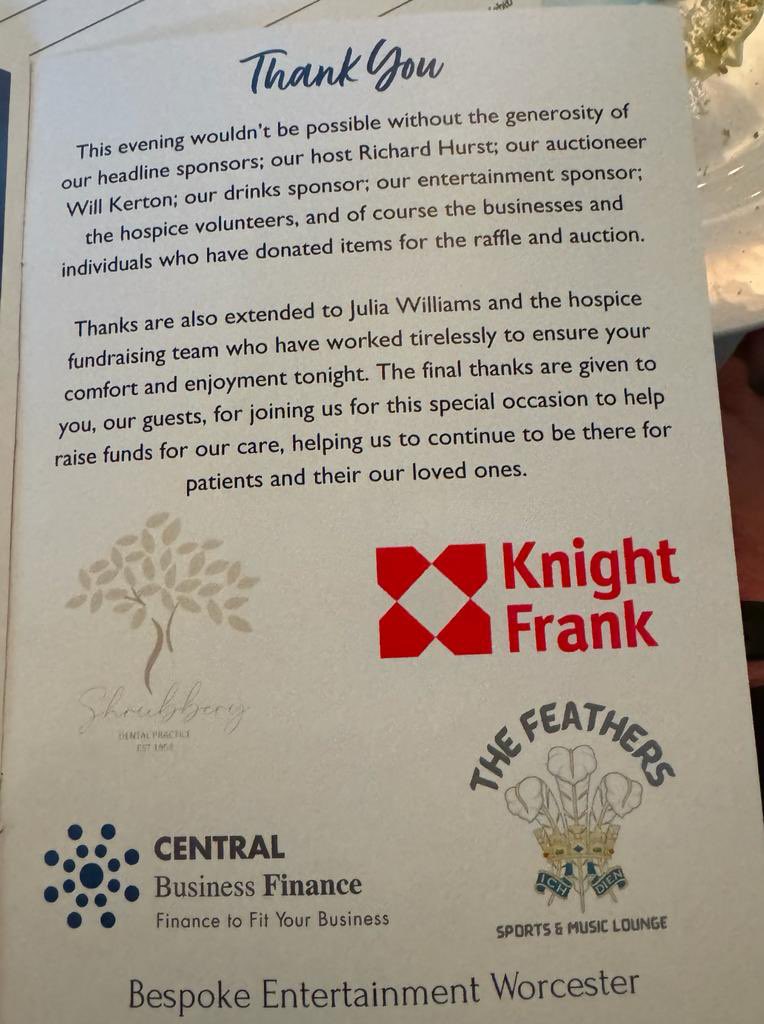 Thank You
This evening wouldn't be possible without the generosity of
our headline sponsors; our host Richard Hurst; our auctioneer
Will Kerton; our drinks sponsor; our entertainment sponsor;
the hospice volunteers, and of course the businesses and
individuals who have donated items for the raffle and auction.
Thanks are also extended to Julia Williams and the hospice
fundraising team who have worked tirelessly to ensure your
comfort and enjoyment tonight. The final thanks are given to
you, our guests, for joining us for this special occasion to help
raise funds for our care, helping us to continue to be there for
patients and their our loved ones.
Knight
Frank
Shrubbery
DENTAL PRACTICE
EST
THE FEATHERS
ICH DIEN
SPORTS & MUSIC LOUNGE
CENTRAL
Business Finance
Finance to Fit Your Business
Bespoke Entertainment Worcester